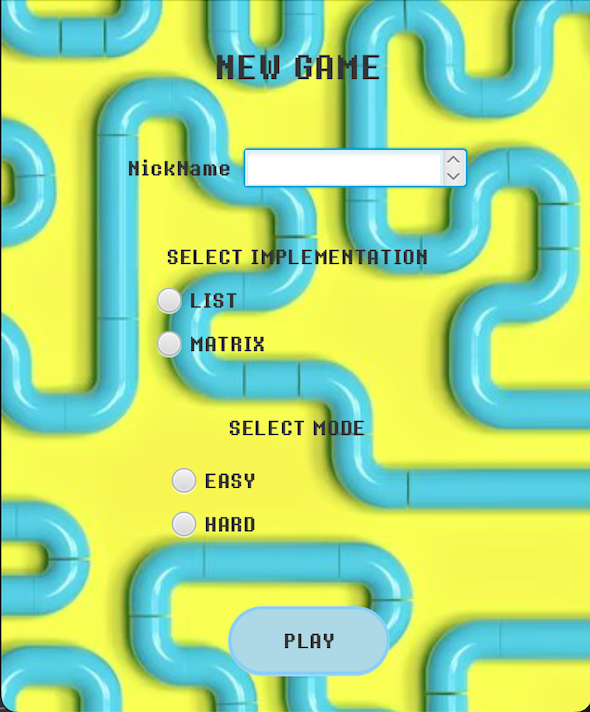 NEW GAME
NickName
SELECT IMPLEMENTATION
LIST
MATRIX
SELECT MODE
EASY
HARD
PLAY